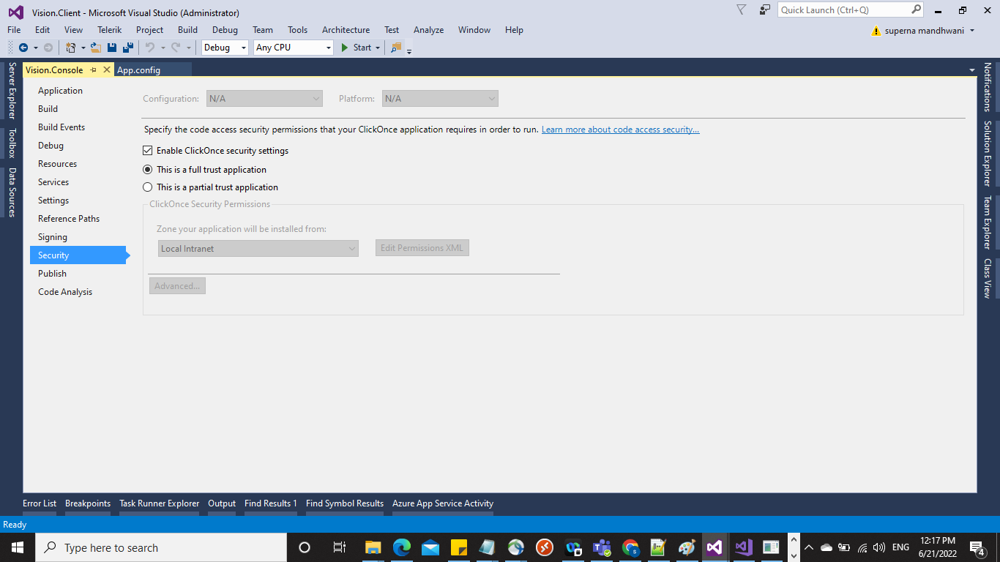 Vision.Client - Microsoft Visual Studio (Administrator)
Quick Launch (Ctrl+Q)
File Edit View Telerik Project Build Debug Team Tools Architecture Test Analyze Window Help
superna mandhwani
Debug Any CPU Start
Vision.Console App.config
Server Explorer
Toolbox
Data Sources
Application
Build
Build Events
Debug
Resources
Services
Settings
Reference Paths
Signing
Security
Publish
Code Analysis
Configuration: N/A Platform: N/A
Specify the code access security permissions that your ClickOnce application requires in order to run. Learn more about code access security...
Enable ClickOnce security settings
This is a full trust application
This is a partial trust application
ClickOnce Security Permissions
Zone your application will be installed from:
Local Intranet Edit Permissions XML
Advanced...
Notifications
Solution Explorer
Team Explorer
Class View
Error List Breakpoints Task Runner Explorer Output Find Results 1 Find Symbol Results Azure App Service Activity
Ready
Type here to search
ENG
12:17 PM
6/21/2022
4